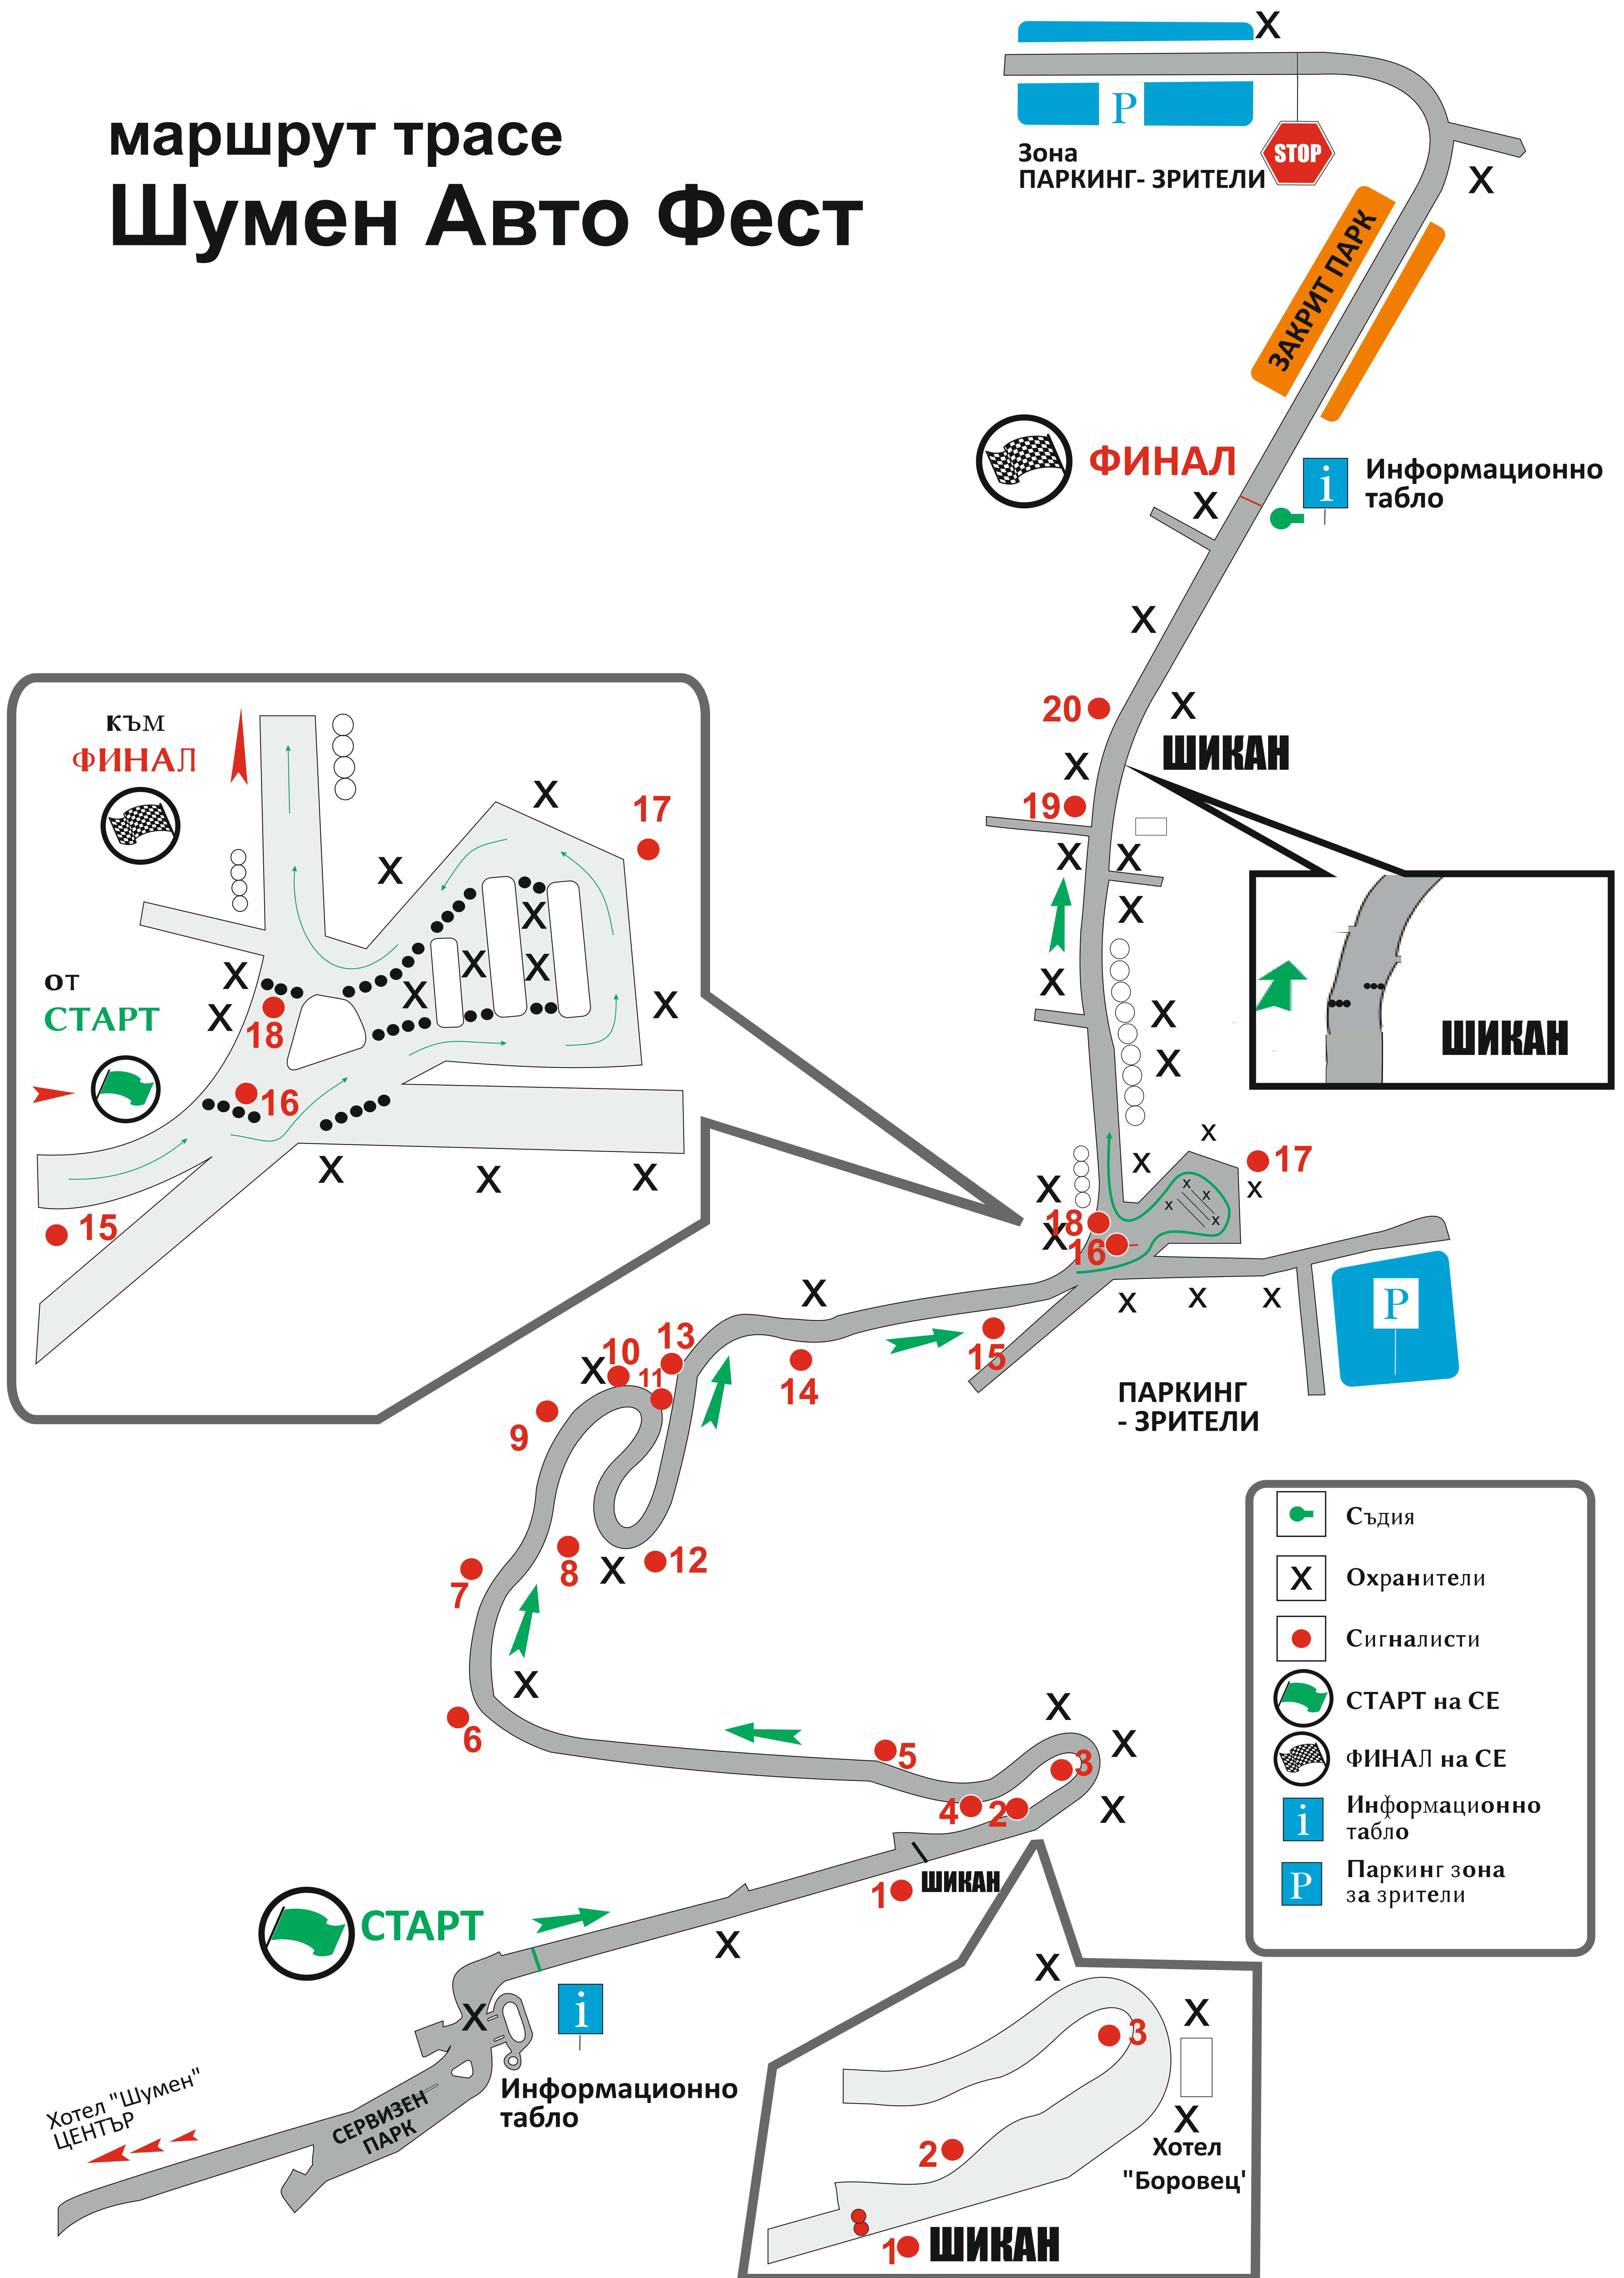 маршрут трасе
Шумен Авто Фест
X
P
Зона
ПАРКИНГ- ЗРИТЕЛИ
STOP
X
ЗАКРИТ ПАРК
ФИНАЛ
i
Информационно
табло
X
X
20
X
ШИКАН
X
19
X
X
X
X
X
X
ШИКАН
към
ФИНАЛ
X
17
X
X
X
X
X
X
X
от
СТАРТ
X
18
16
X
X
X
15
X
X
17
X
X
X
X
X
X
18
X
16
X
X
X
P
X
15
14
13
X
10
11
9
ПАРКИНГ
- ЗРИТЕЛИ
8
X
12
7
X
6
X
X
5
3
4
2
X
1
ШИКАН
СТАРТ
X
X
i
Информационно
табло
Хотел "Шумен"
ЦЕНТЪР
СЕРВИЗЕН
ПАРК
X
3
X
X
2
Хотел
"Боровец'
1
ШИКАН
Съдия
X
Охранители
Сигналисти
СТАРТ на СЕ
ФИНАЛ на СЕ
i
Информационно
табло
P
Паркинг зона
за зрители